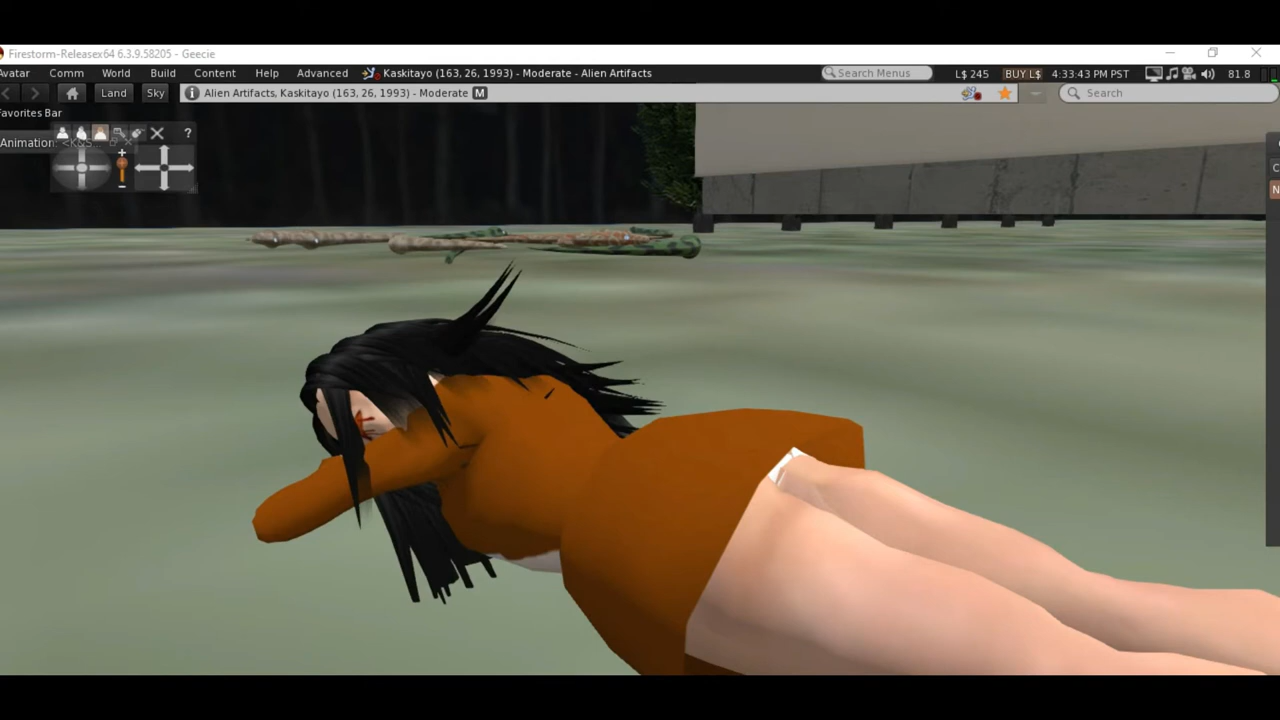 Firestorm-Releasex64 6.3.9.58205 - Geecie
Avatar Comm World Build Content Help Advanced Kaskitayo (163, 26, 1993) - Moderate - Alien Artifacts Search Menus L$ 245 BUY L$ 4:33:43 PM PST 81.8
Land Sky Alien Artifacts, Kaskitayo (163, 26, 1993) - Moderate M Search
Favorites Bar
?
Animation: <K&S
C
N